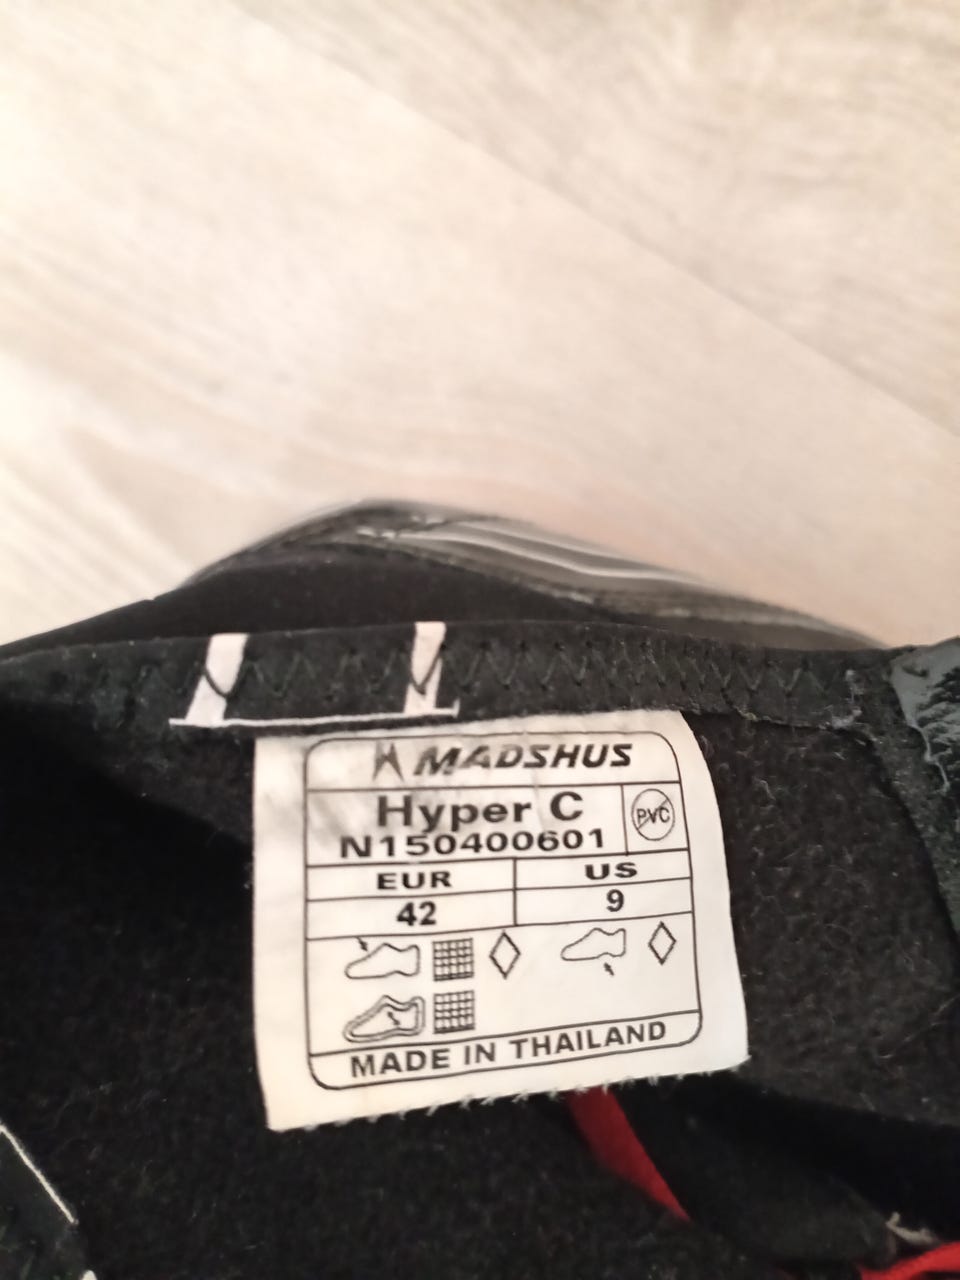 MADSHUS
Hyper C
PVC
N150400601
EUR US
42 9
MADE IN THAILAND